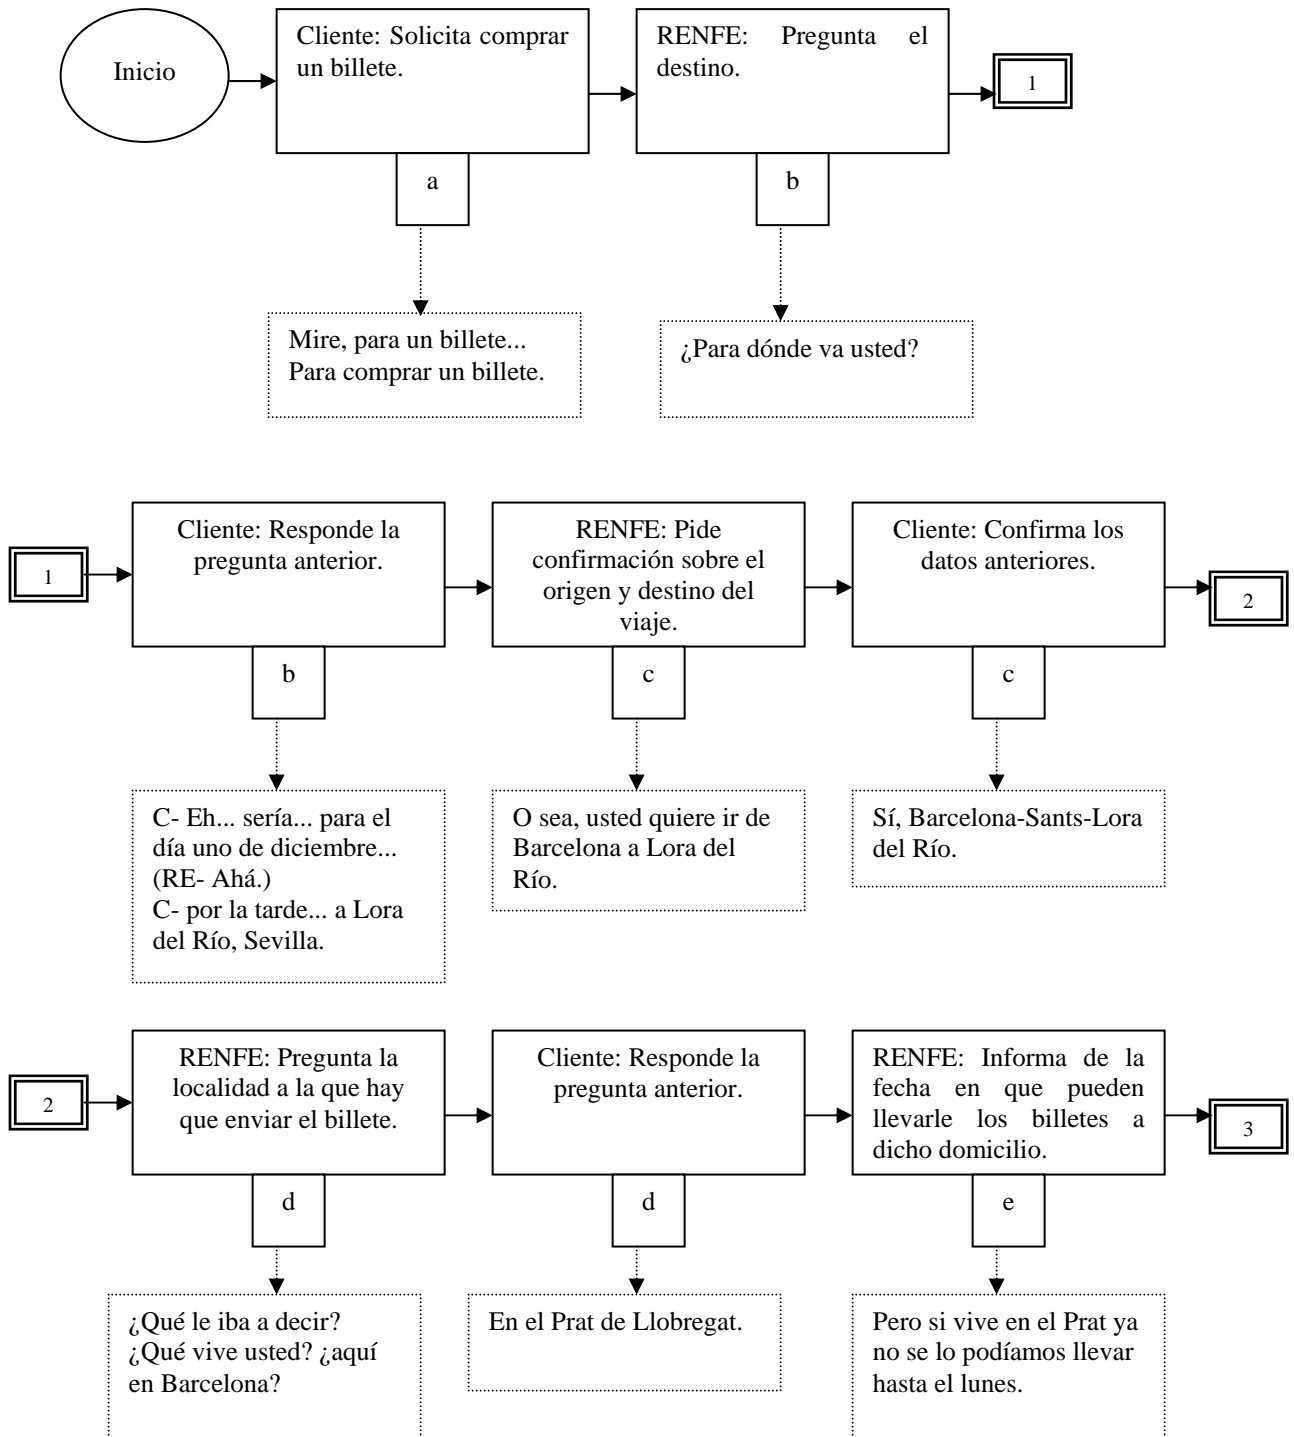 Inicio
Cliente: Solicita comprar
un billete.
RENFE: Pregunta el
destino.
1
a
b
Mire, para un billete...
Para comprar un billete.
¿Para dónde va usted?
1
Cliente: Responde la
pregunta anterior.
RENFE: Pide
confirmación sobre el
origen y destino del
viaje.
Cliente: Confirma los
datos anteriores.
2
b
c
c
C- Eh... sería... para el
día uno de diciembre...
(RE- Ahá.)
C- por la tarde... a Lora
del Río, Sevilla.
O sea, usted quiere ir de
Barcelona a Lora del
Río.
Sí, Barcelona-Sants-Lora
del Río.
2
RENFE: Pregunta la
localidad a la que hay
que enviar el billete.
Cliente: Responde la
pregunta anterior.
RENFE: Informa de la
fecha en que pueden
llevarle los billetes a
dicho domicilio.
3
d
d
e
¿Qué le iba a decir?
¿Qué vive usted? ¿aquí
en Barcelona?
En el Prat de Llobregat.
Pero si vive en el Prat ya
no se lo podíamos llevar
hasta el lunes.